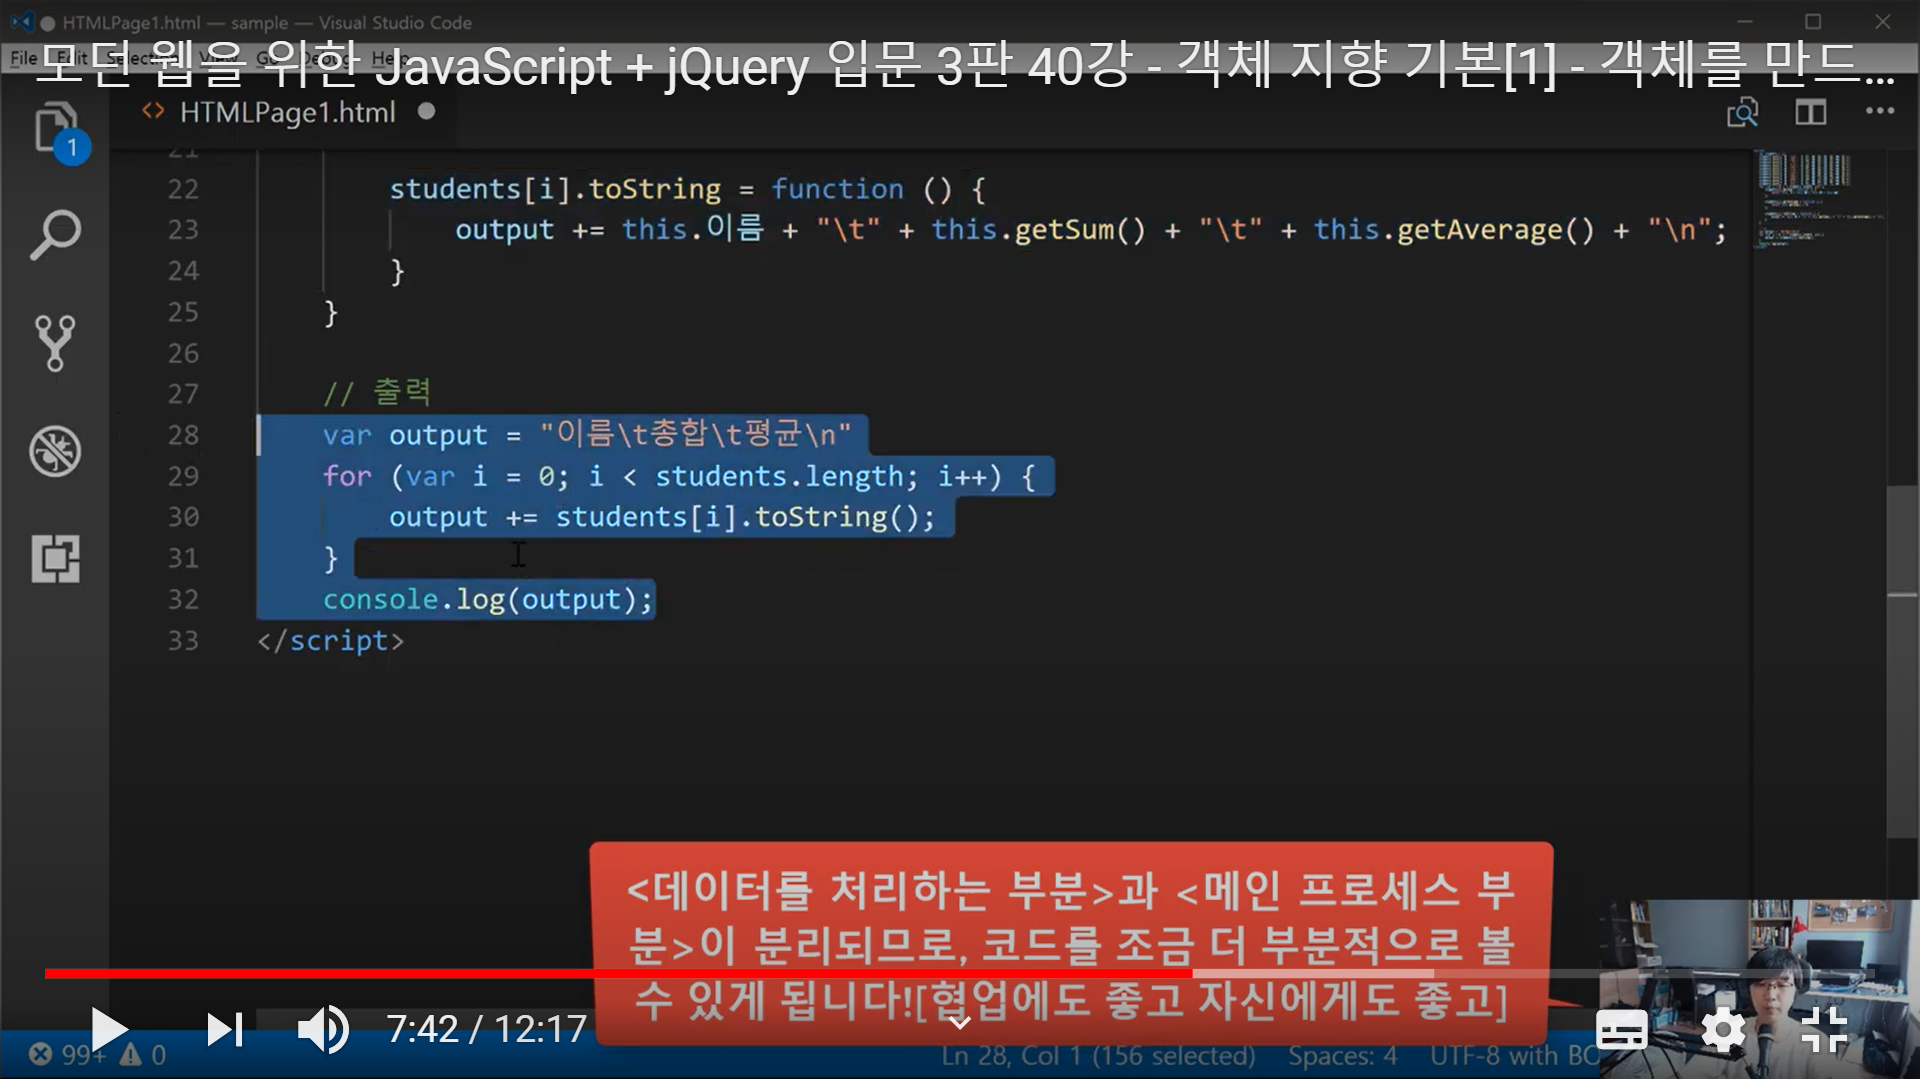 HTMLPage1.html — sample — Visual Studio Code
모던 웹을 위한 JavaScript + jQuery 입문 3판 40강 - 객체 지향 기본[1] - 객체를 만드...
File Edit Selection View Go Debug Help
HTMLPage1.html
1
21
22 students[i].toString = function () {
23 output += this.이름 + "\t" + this.getSum() + "\t" + this.getAverage() + "\n";
24 }
25 }
26
27 // 출력
28 var output = "이름\t총합\t평균\n"
29 for (var i = 0; i < students.length; i++) {
30 output += students[i].toString();
31 }
32 console.log(output);
33 </script>
<데이터를 처리하는 부분>과 <메인 프로세스 부
분>이 분리되므로, 코드를 조금 더 부분적으로 볼
수 있게 됩니다![협업에도 좋고 자신에게도 좋고]
7:42 / 12:17
99+ 0 Ln 28, Col 1 (156 selected) Spaces: 4 UTF-8 with BO